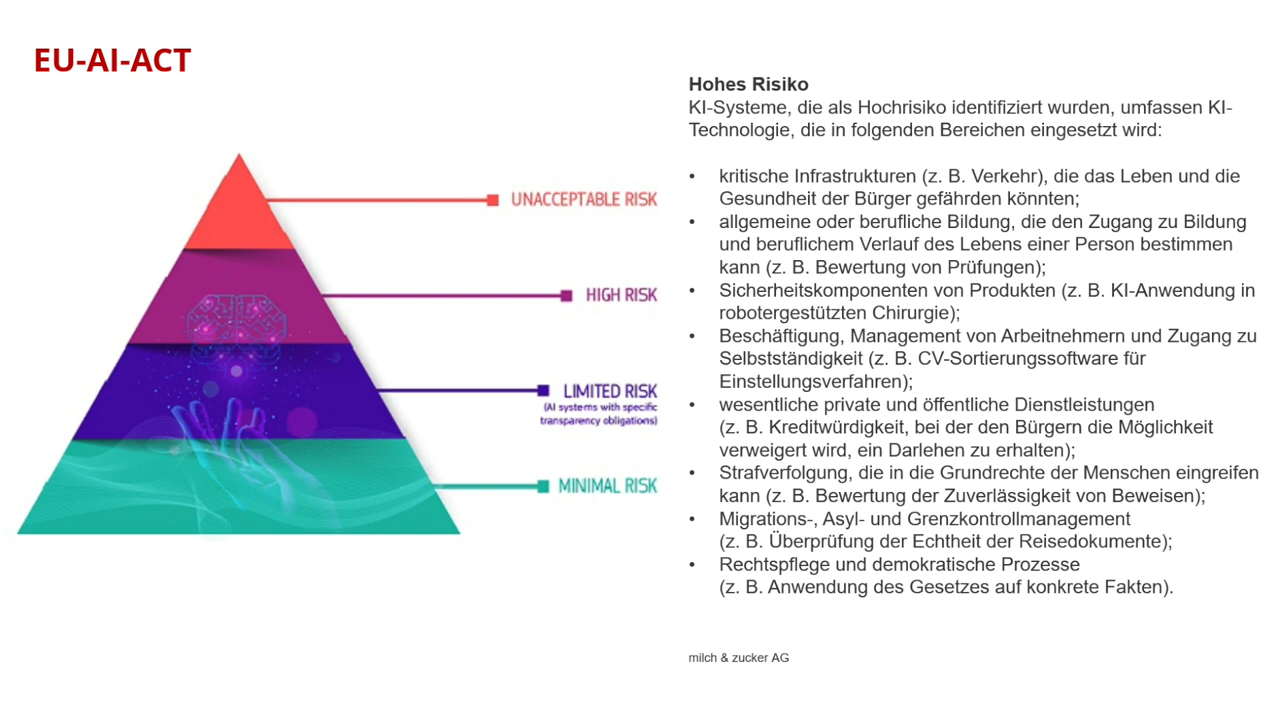 EU-AI-ACT
UNACCEPTABLE RISK
HIGH RISK
LIMITED RISK
(AI systems with specific
transparency obligations)
MINIMAL RISK
Hohes Risiko
KI-Systeme, die als Hochrisiko identifiziert wurden, umfassen KI-
Technologie, die in folgenden Bereichen eingesetzt wird:
• kritische Infrastrukturen (z. B. Verkehr), die das Leben und die
Gesundheit der Bürger gefährden könnten;
• allgemeine oder berufliche Bildung, die den Zugang zu Bildung
und beruflichem Verlauf des Lebens einer Person bestimmen
kann (z. B. Bewertung von Prüfungen);
• Sicherheitskomponenten von Produkten (z. B. KI-Anwendung in
robotergestützten Chirurgie);
• Beschäftigung, Management von Arbeitnehmern und Zugang zu
Selbstständigkeit (z. B. CV-Sortierungssoftware für
Einstellungsverfahren);
• wesentliche private und öffentliche Dienstleistungen
(z. B. Kreditwürdigkeit, bei der den Bürgern die Möglichkeit
verweigert wird, ein Darlehen zu erhalten);
• Strafverfolgung, die in die Grundrechte der Menschen eingreifen
kann (z. B. Bewertung der Zuverlässigkeit von Beweisen);
• Migrations-, Asyl- und Grenzkontrollmanagement
(z. B. Überprüfung der Echtheit der Reisedokumente);
• Rechtspflege und demokratische Prozesse
(z. B. Anwendung des Gesetzes auf konkrete Fakten).
milch & zucker AG